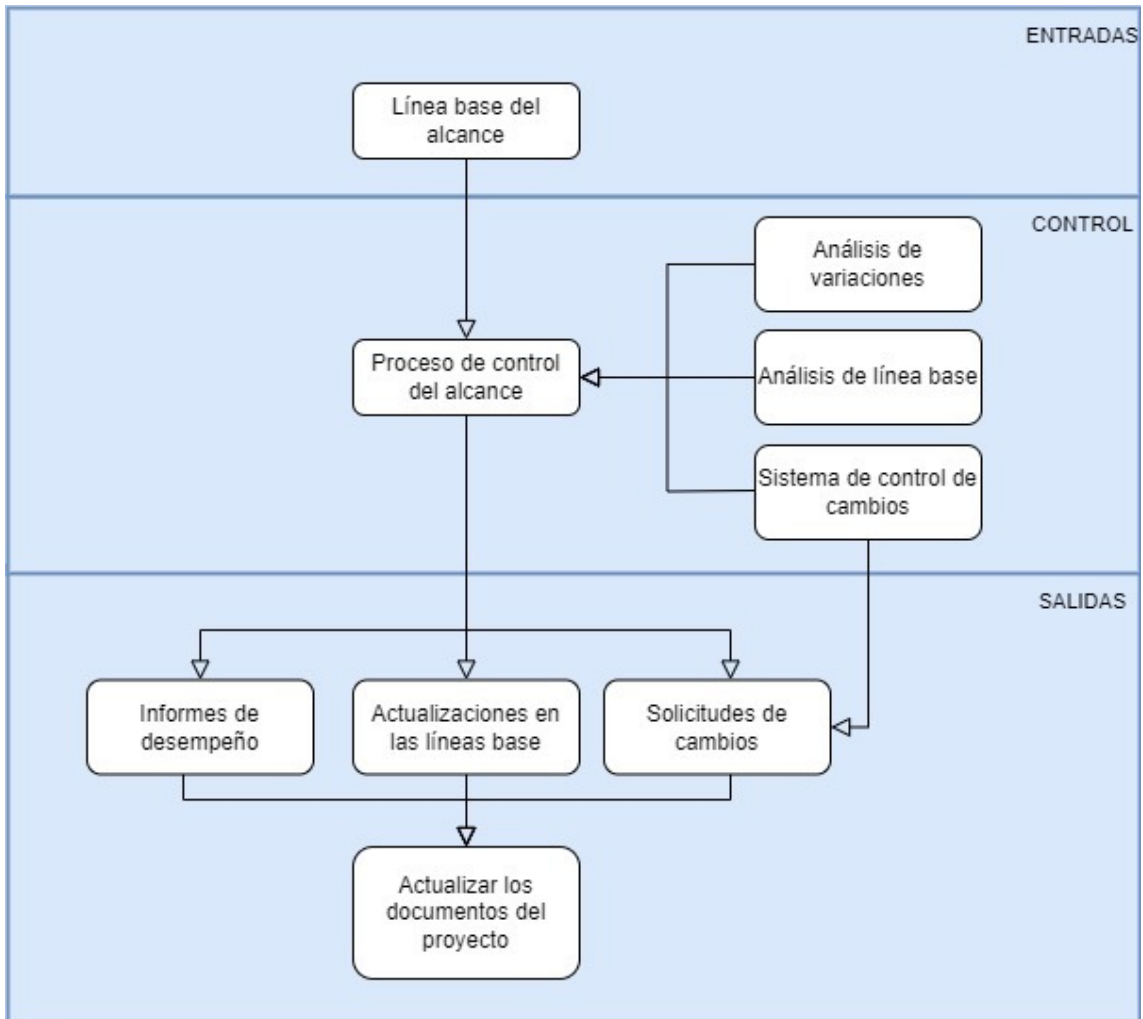 ENTRADAS
Línea base del
alcance
CONTROL
Análisis de
variaciones
Proceso de control
del alcance
Análisis de línea base
Sistema de control de
cambios
SALIDAS
Informes de
desempeño
Actualizaciones en
las líneas base
Solicitudes de
cambios
Actualizar los
documentos del
proyecto